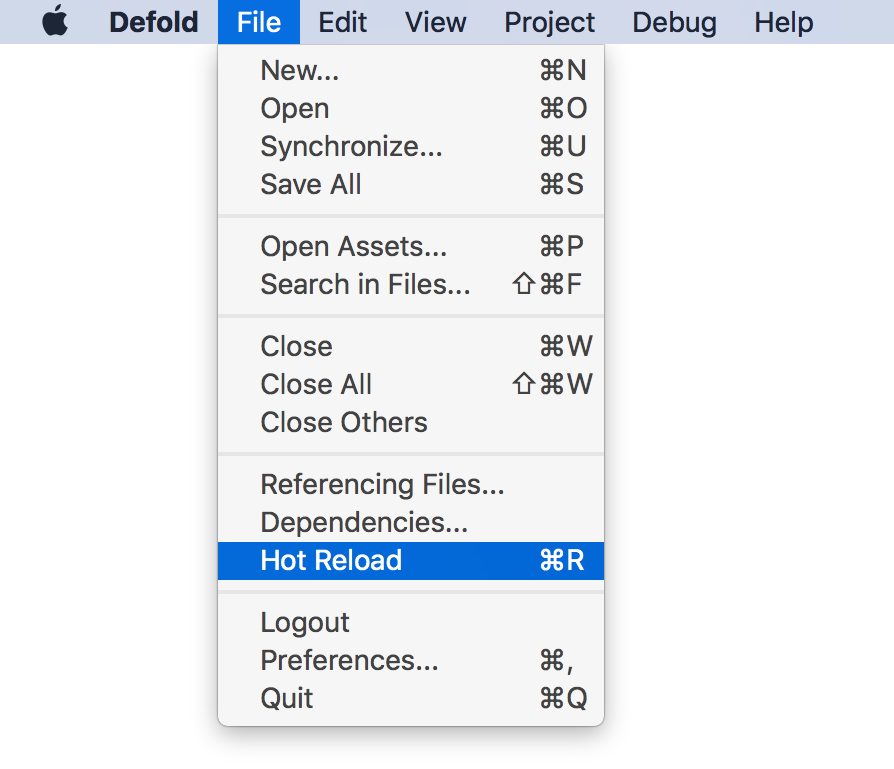 Defold File Edit View Project Debug Help
New... ⌘N
Open ⌘O
Synchronize... ⌘U
Save All ⌘S
Open Assets... ⌘P
Search in Files... ⇧⌘F
Close ⌘W
Close All ⇧⌘W
Close Others
Referencing Files...
Dependencies...
Hot Reload ⌘R
Logout
Preferences... ⌘,
Quit ⌘Q